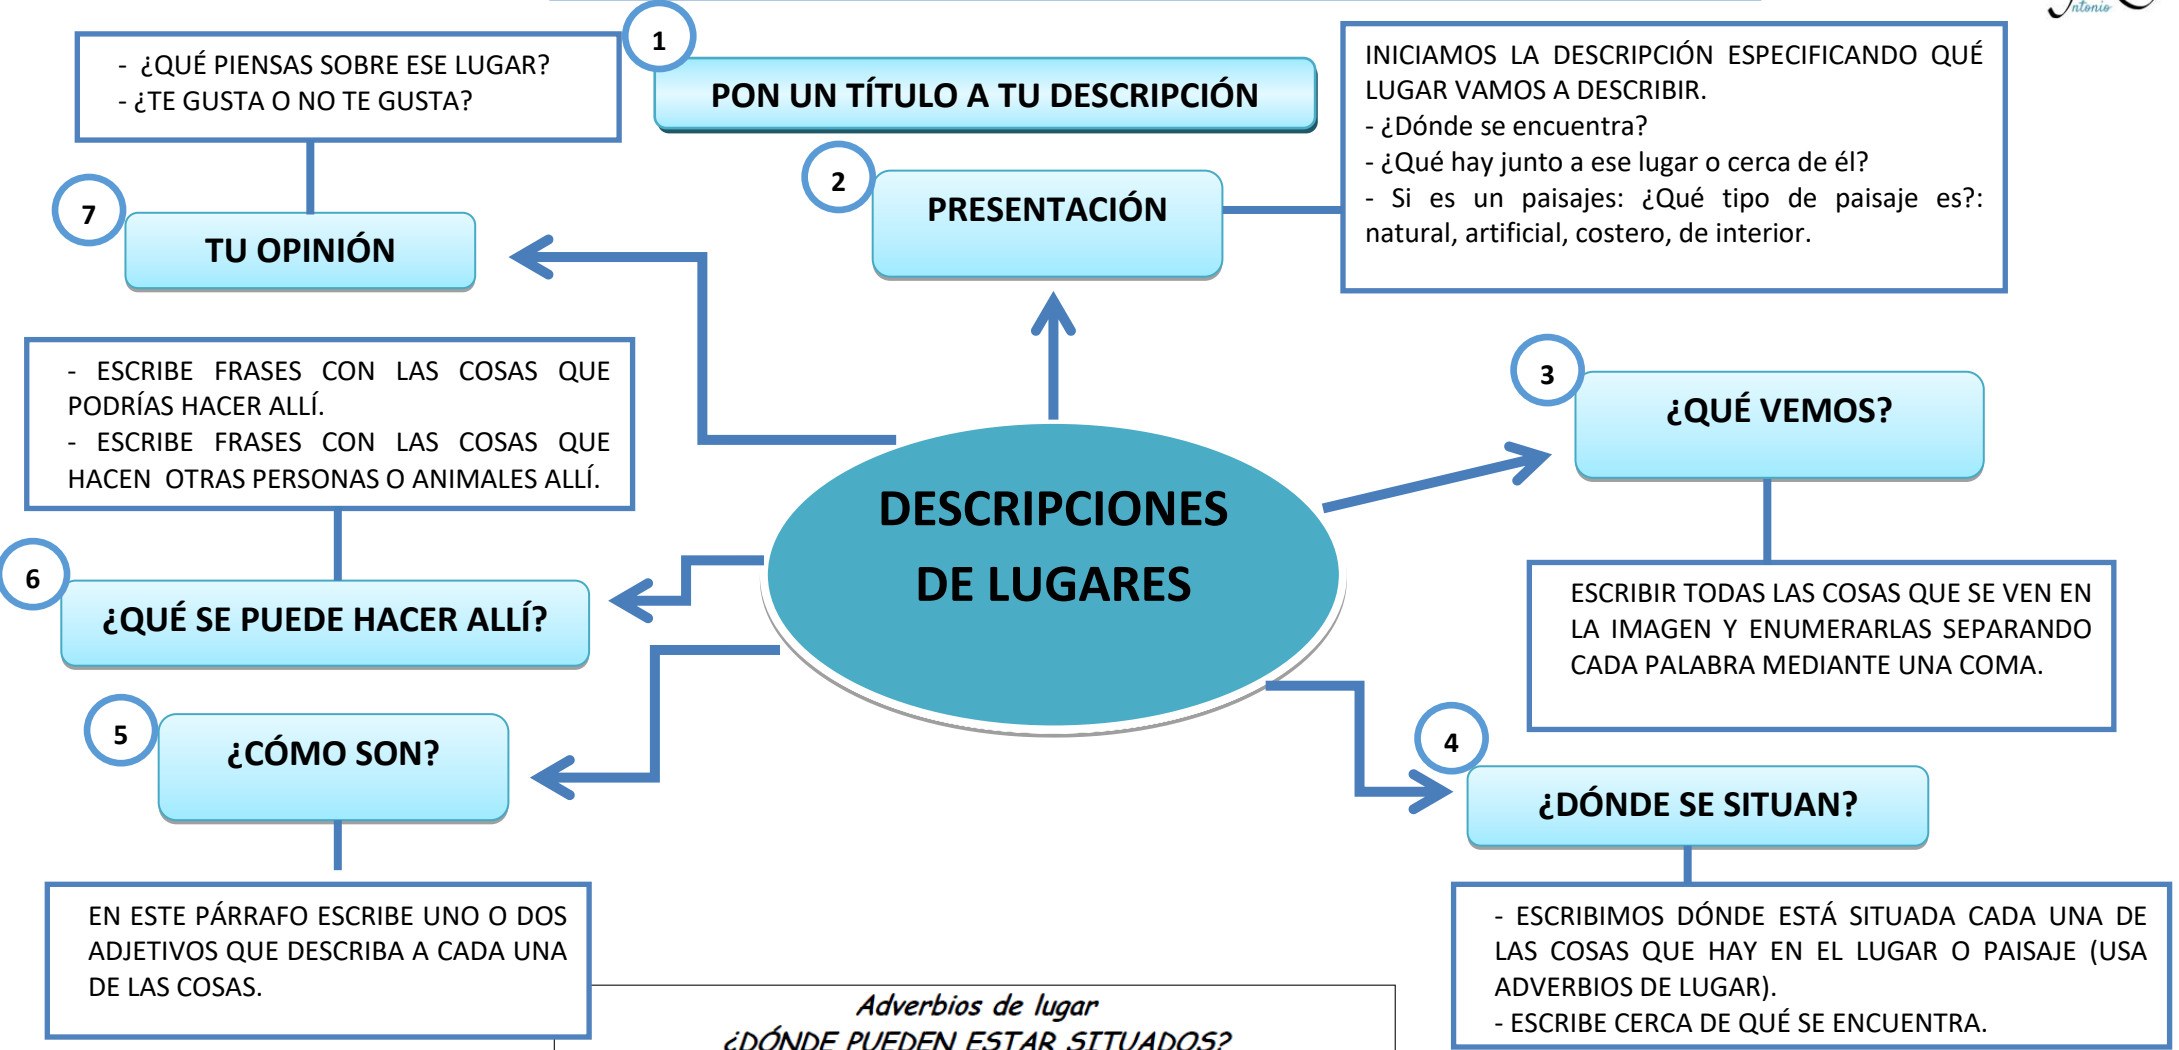 ntonio
1
PON UN TÍTULO A TU DESCRIPCIÓN
2
PRESENTACIÓN
INICIAMOS LA DESCRIPCIÓN ESPECIFICANDO QUÉ
LUGAR VAMOS A DESCRIBIR.
- ¿Dónde se encuentra?
- ¿Qué hay junto a ese lugar o cerca de él?
- Si es un paisajes: ¿Qué tipo de paisaje es?:
natural, artificial, costero, de interior.
- ¿QUÉ PIENSAS SOBRE ESE LUGAR?
- ¿TE GUSTA O NO TE GUSTA?
7
TU OPINIÓN
- ESCRIBE FRASES CON LAS COSAS QUE
PODRÍAS HACER ALLÍ.
- ESCRIBE FRASES CON LAS COSAS QUE
HACEN OTRAS PERSONAS O ANIMALES ALLÍ.
6
¿QUÉ SE PUEDE HACER ALLÍ?
DESCRIPCIONES
DE LUGARES
3
¿QUÉ VEMOS?
ESCRIBIR TODAS LAS COSAS QUE SE VEN EN
LA IMAGEN Y ENUMERARLAS SEPARANDO
CADA PALABRA MEDIANTE UNA COMA.
5
¿CÓMO SON?
EN ESTE PÁRRAFO ESCRIBE UNO O DOS
ADJETIVOS QUE DESCRIBA A CADA UNA
DE LAS COSAS.
4
¿DÓNDE SE SITUAN?
- ESCRIBIMOS DÓNDE ESTÁ SITUADA CADA UNA DE
LAS COSAS QUE HAY EN EL LUGAR O PAISAJE (USA
ADVERBIOS DE LUGAR).
- ESCRIBE CERCA DE QUÉ SE ENCUENTRA.
Adverbios de lugar
¿DÓNDE PUEDEN ESTAR SITUADOS?